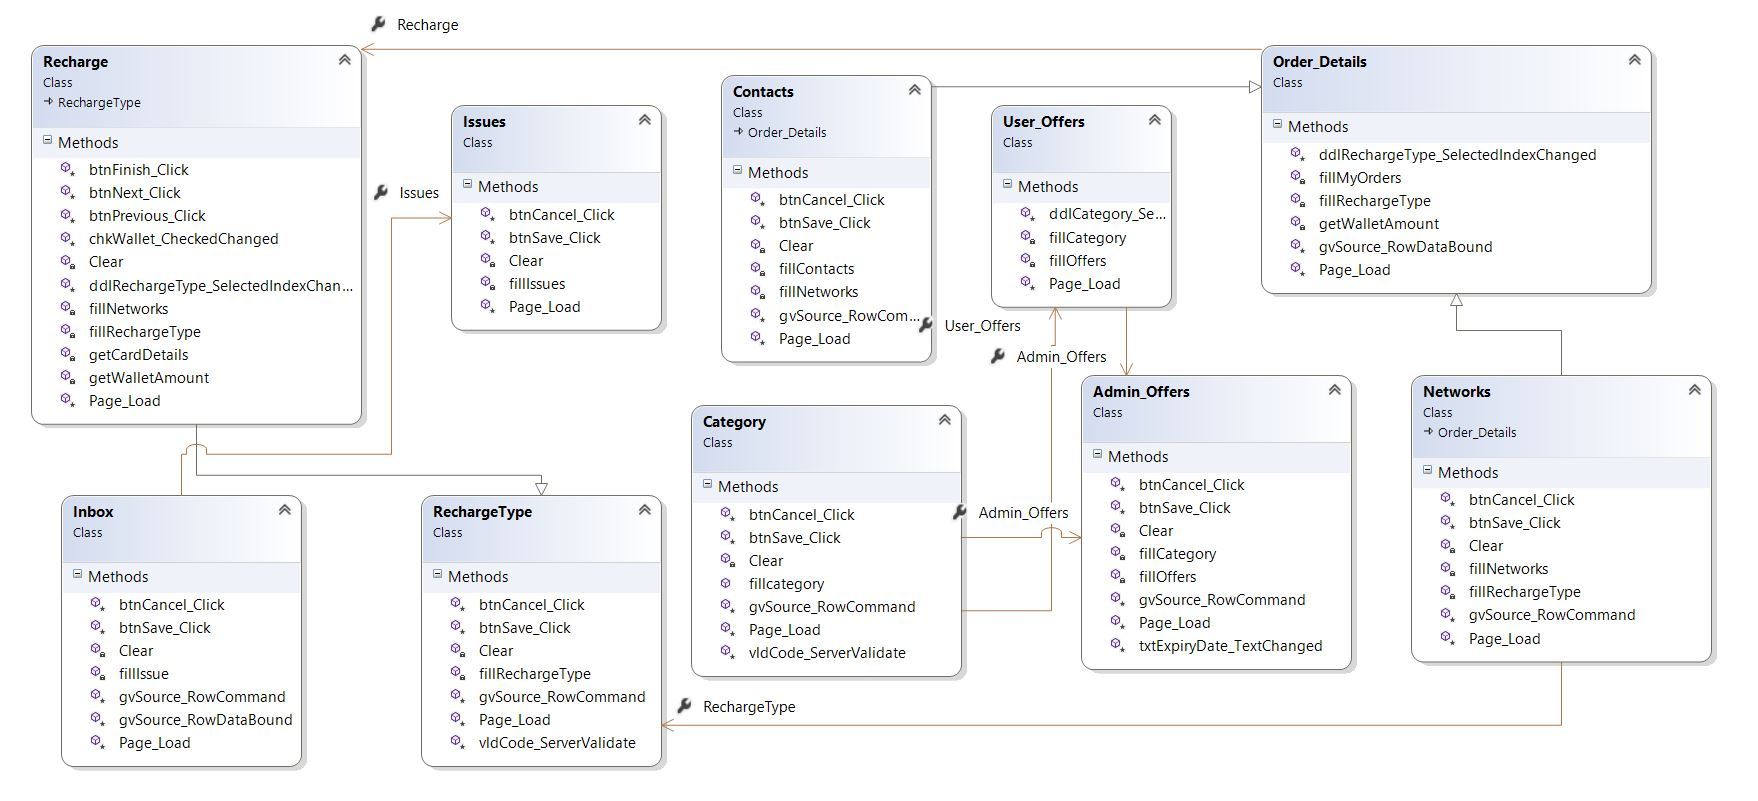 Recharge
Recharge
Class
RechargeType
Methods
btnFinish_Click
btnNext_Click
btnPrevious_Click
chkWallet_CheckedChanged
Clear
ddlRechargeType_SelectedIndexChan...
fillNetworks
fillRechargeType
getCardDetails
getWalletAmount
Page_Load
Issues
Issues
Class
Methods
btnCancel_Click
btnSave_Click
Clear
fillIssues
Page_Load
Contacts
Class
Order_Details
Methods
btnCancel_Click
btnSave_Click
Clear
fillContacts
fillNetworks
gvSource_RowCom...
Page_Load
User_Offers
Class
Methods
ddlCategory_Se...
fillCategory
fillOffers
Page_Load
Order_Details
Class
Methods
ddlRechargeType_SelectedIndexChanged
fillMyOrders
fillRechargeType
getWalletAmount
gvSource_RowDataBound
Page_Load
User_Offers
Admin_Offers
Inbox
Class
Methods
btnCancel_Click
btnSave_Click
Clear
fillIssue
gvSource_RowCommand
gvSource_RowDataBound
Page_Load
RechargeType
Class
Methods
btnCancel_Click
btnSave_Click
Clear
fillRechargeType
gvSource_RowCommand
Page_Load
vldCode_ServerValidate
Category
Class
Methods
btnCancel_Click
btnSave_Click
Clear
fillcategory
gvSource_RowCommand
Page_Load
vldCode_ServerValidate
Admin_Offers
Admin_Offers
Class
Methods
btnCancel_Click
btnSave_Click
Clear
fillCategory
fillOffers
gvSource_RowCommand
Page_Load
txtExpiryDate_TextChanged
Networks
Class
Order_Details
Methods
btnCancel_Click
btnSave_Click
Clear
fillNetworks
fillRechargeType
gvSource_RowCommand
Page_Load
RechargeType